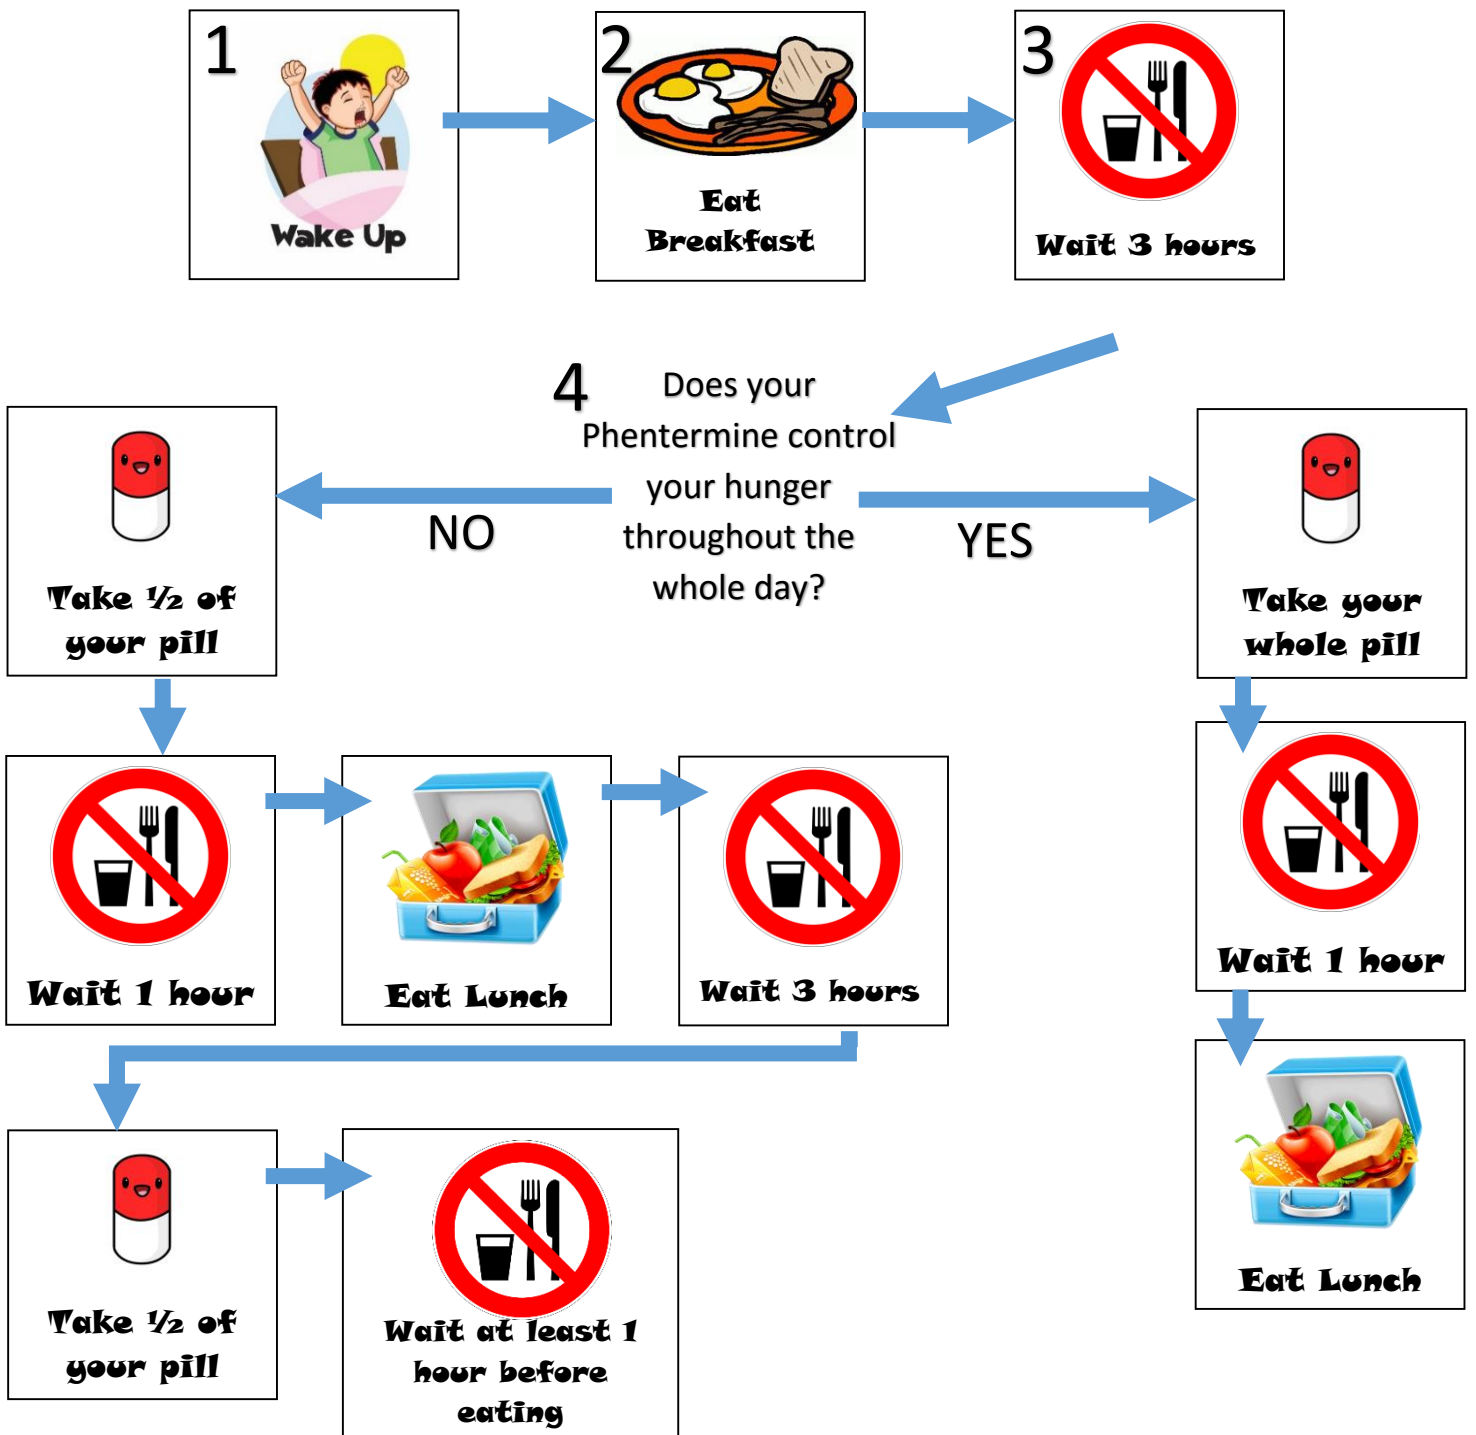 1
Wake Up
2
Eat
Breakfast
3
Wait 3 hours
4
Does your
Phentermine control
your hunger
throughout the
whole day?
NO
YES
Take ½ of
your pill
Take your
whole pill
Wait 1 hour
Eat Lunch
Wait 3 hours
Wait 1 hour
Eat Lunch
Take ½ of
your pill
Wait at least 1
hour before
eating